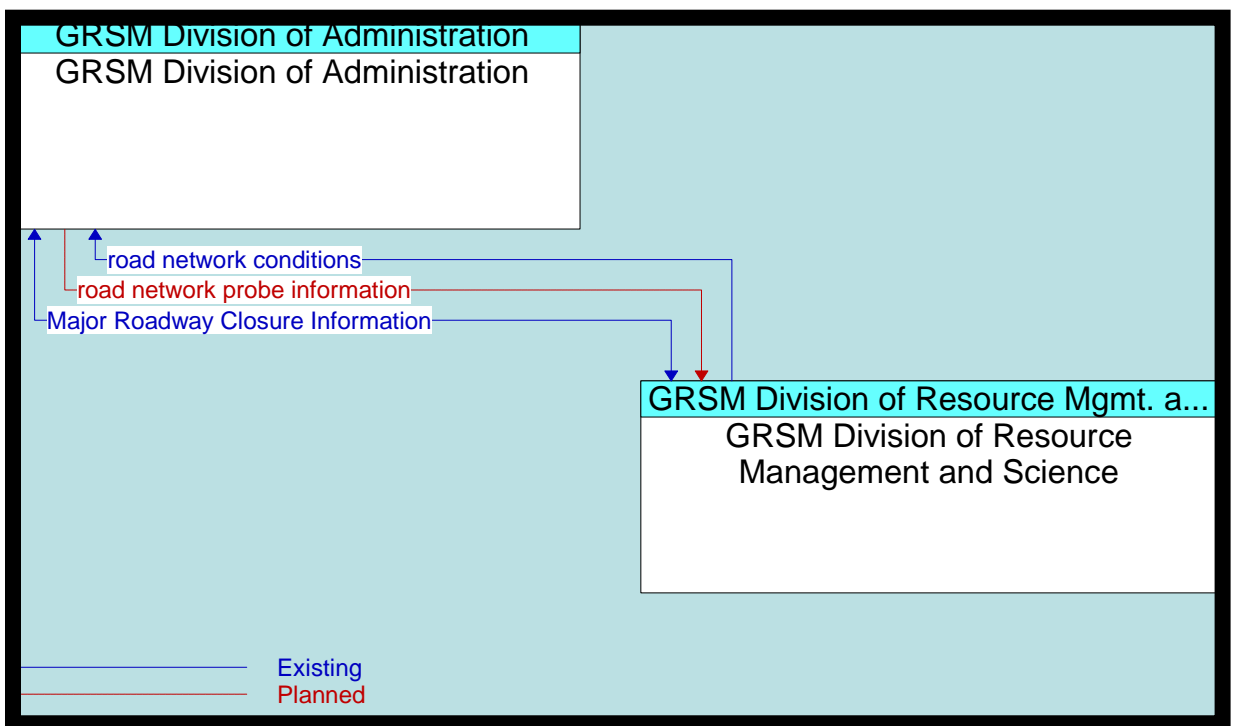 GRSM Division of Administration
GRSM Division of Administration
road network conditions
road network probe information
Major Roadway Closure Information
GRSM Division of Resource Mgmt. a...
GRSM Division of Resource
Management and Science
Existing
Planned